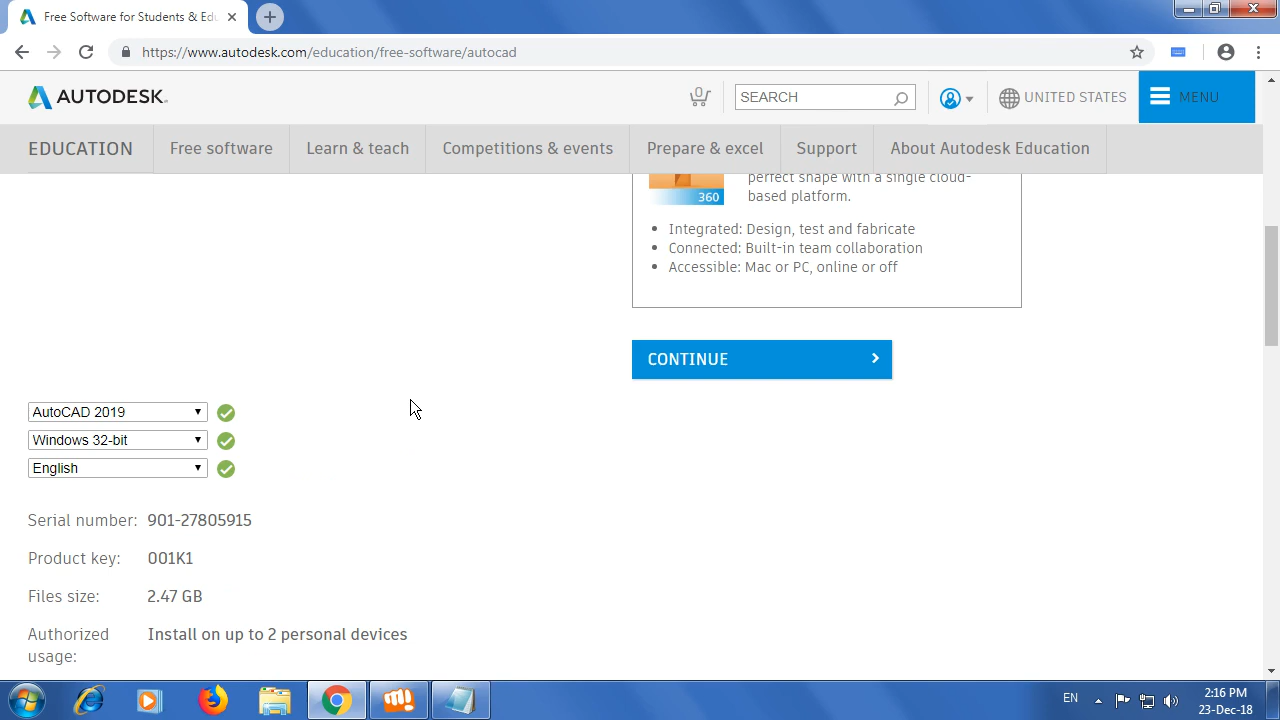 Free Software for Students & Edu
https://www.autodesk.com/education/free-software/autocad
AUTODESK.
0
SEARCH
UNITED STATES
MENU
EDUCATION
Free software
Learn & teach
Competitions & events
Prepare & excel
Support
About Autodesk Education
perfect shape with a single cloud-
based platform.
360
• Integrated: Design, test and fabricate
• Connected: Built-in team collaboration
• Accessible: Mac or PC, online or off
CONTINUE
AutoCAD 2019
Windows 32-bit
English
Serial number: 901-27805915
Product key: 001K1
Files size: 2.47 GB
Authorized Install on up to 2 personal devices
usage:
EN
2:16 PM
23-Dec-18